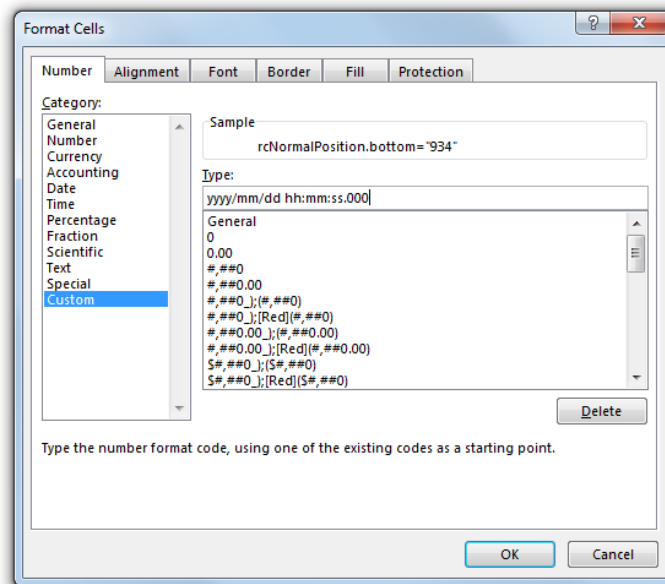 Format Cells
Number Alignment Font Border Fill Protection
Category:
General
Number
Currency
Accounting
Date
Time
Percentage
Fraction
Scientific
Text
Special
Custom
Sample
rcNormalPosition.bottom="934"
Type:
yyyy/mm/dd hh:mm:ss.000
General
0
0.00
#,##0
#,##0.00
#,##0_);(#,##0)
#,##0_);[Red](#,##0)
#,##0.00_);(#,##0.00)
#,##0.00_);[Red](#,##0.00)
$#,##0_);($#,##0)
$#,##0_);[Red]($#,##0)
Delete
Type the number format code, using one of the existing codes as a starting point.
OK Cancel